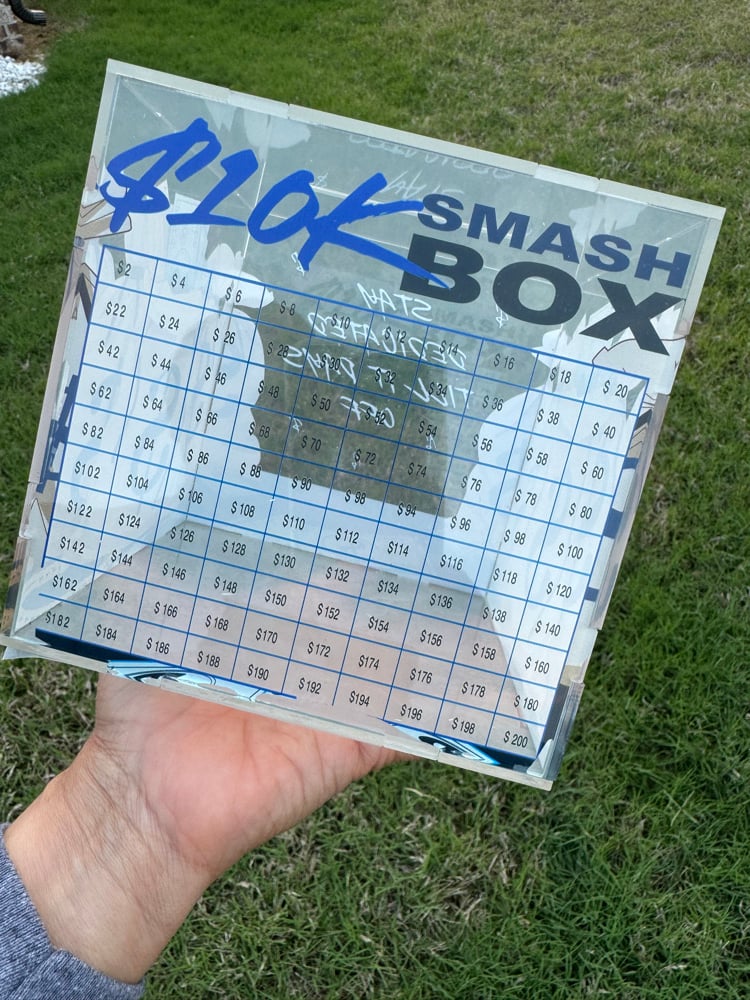 $10K SMASH
BOX
$2 $4 $6 $8 $10 $12 $14 $16 $18 $20
$22 $24 $26 $28 $30 $32 $34 $36 $38 $40
$42 $44 $46 $48 $50 $52 $54 $56 $58 $60
$62 $64 $66 $68 $70 $72 $74 $76 $78 $80
$82 $84 $86 $88 $90 $98 $94 $96 $98 $100
$102 $104 $106 $108 $110 $112 $114 $116 $118 $120
$122 $124 $126 $128 $130 $132 $134 $136 $138 $140
$142 $144 $146 $148 $150 $152 $154 $156 $158 $160
$162 $164 $166 $168 $170 $172 $174 $176 $178 $180
$182 $184 $186 $188 $190 $192 $194 $196 $198 $200
STAY
DEDICATED
TILL IT PAYS
OFF